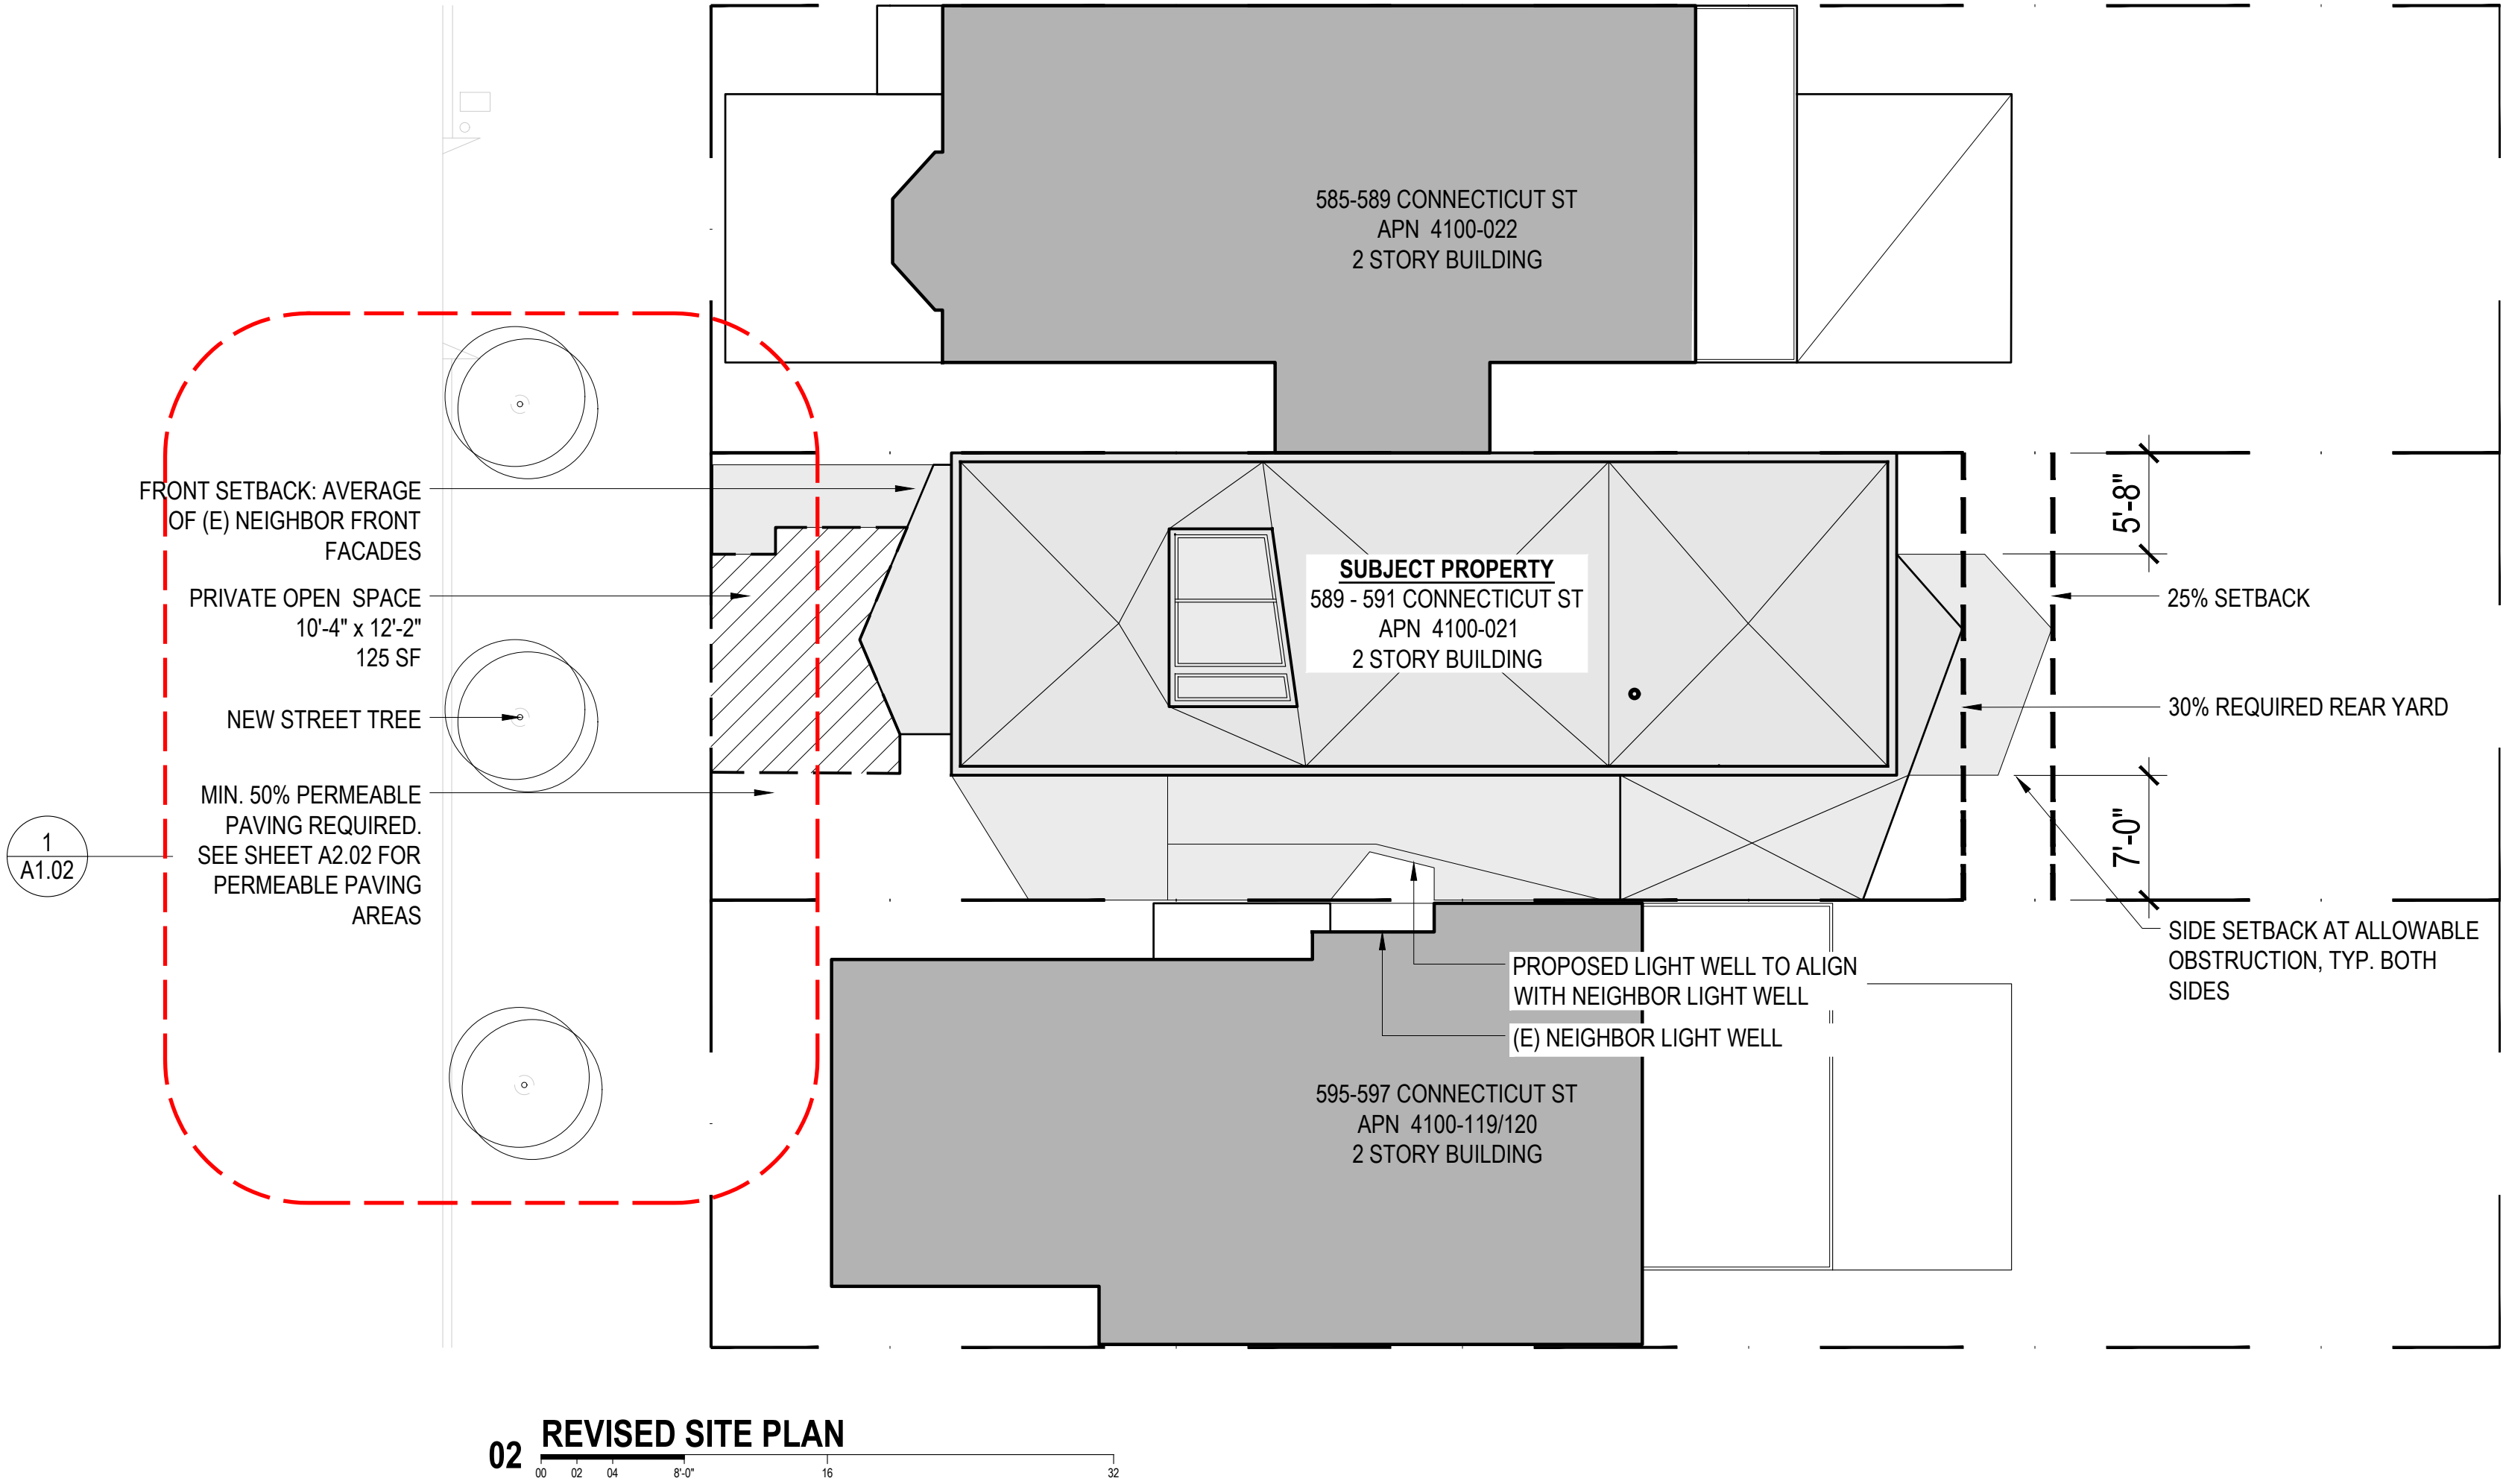 585-589 CONNECTICUT ST
APN 4100-022
2 STORY BUILDING
FRONT SETBACK: AVERAGE
OF (E) NEIGHBOR FRONT
FACADES
PRIVATE OPEN SPACE
10'-4" x 12'-2"
125 SF
NEW STREET TREE
MIN. 50% PERMEABLE
PAVING REQUIRED.
SEE SHEET A2.02 FOR
PERMEABLE PAVING
AREAS
1
A1.02
SUBJECT PROPERTY
589 - 591 CONNECTICUT ST
APN 4100-021
2 STORY BUILDING
5'-8"
25% SETBACK
30% REQUIRED REAR YARD
7'-0"
SIDE SETBACK AT ALLOWABLE
OBSTRUCTION, TYP. BOTH
SIDES
PROPOSED LIGHT WELL TO ALIGN
WITH NEIGHBOR LIGHT WELL
(E) NEIGHBOR LIGHT WELL
595-597 CONNECTICUT ST
APN 4100-119/120
2 STORY BUILDING
02 REVISED SITE PLAN
00 02 04 8'-0" 16 32